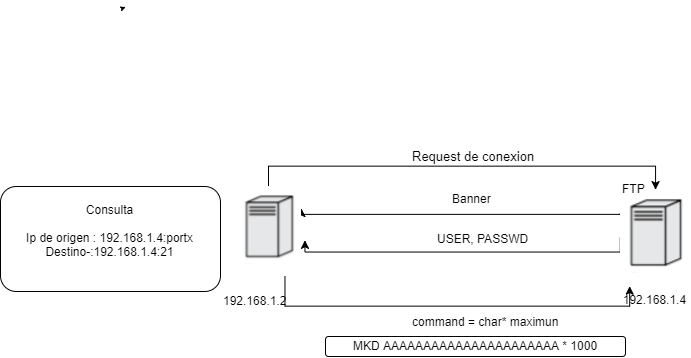 Request de conexion
FTP
Banner
Consulta
Ip de origen : 192.168.1.4:portx
Destino-:192.168.1.4:21
USER, PASSWD
192.168.1.2
192.168.1.4
command = char* maximun
MKD AAAAAAAAAAAAAAAAAAAAAA * 1000